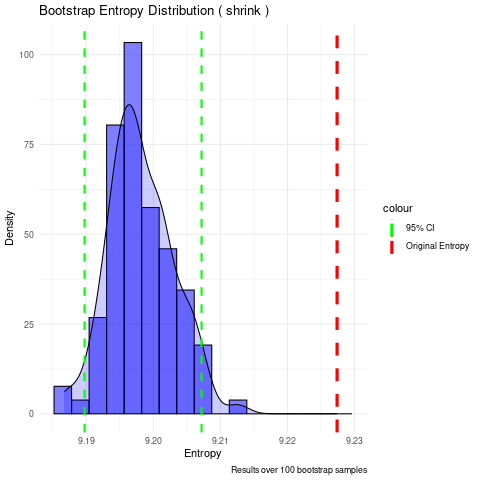 Bootstrap Entropy Distribution ( shrink )
100
75
50
25
0
Density
9.19
9.20
9.21
9.22
9.23
Entropy
colour
95% CI
Original Entropy
Results over 100 bootstrap samples